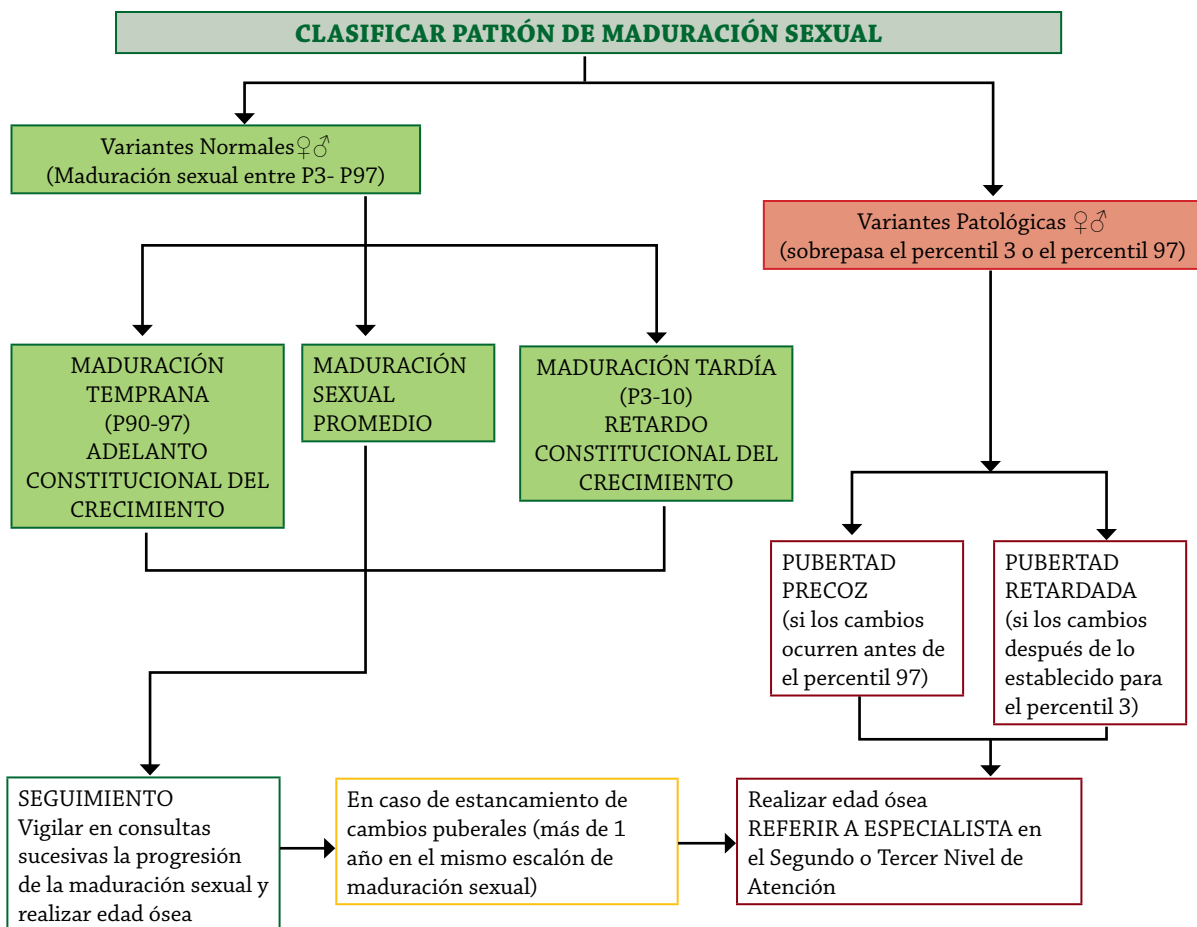 CLASIFICAR PATRÓN DE MADURACIÓN SEXUAL
Variantes Normales♀♂
(Maduración sexual entre P3- P97)
Variantes Patológicas ♀♂
(sobrepasa el percentil 3 o el percentil 97)
MADURACIÓN
TEMPRANA
(P90-97)
ADELANTO
CONSTITUCIONAL DEL
CRECIMIENTO
MADURACIÓN
SEXUAL
PROMEDIO
MADURACIÓN TARDÍA
(P3-10)
RETARDO
CONSTITUCIONAL DEL
CRECIMIENTO
PUBERTAD
PRECOZ
(si los cambios
ocurren antes de
el percentil 97)
PUBERTAD
RETARDADA
(si los cambios
después de lo
establecido para
el percentil 3)
SEGUIMIENTO
Vigilar en consultas
sucesivas la progresión
de la maduración sexual y
realizar edad ósea
En caso de estancamiento de
cambios puberales (más de 1
año en el mismo escalón de
maduración sexual)
Realizar edad ósea
REFERIR A ESPECIALISTA en
el Segundo o Tercer Nivel de
Atención